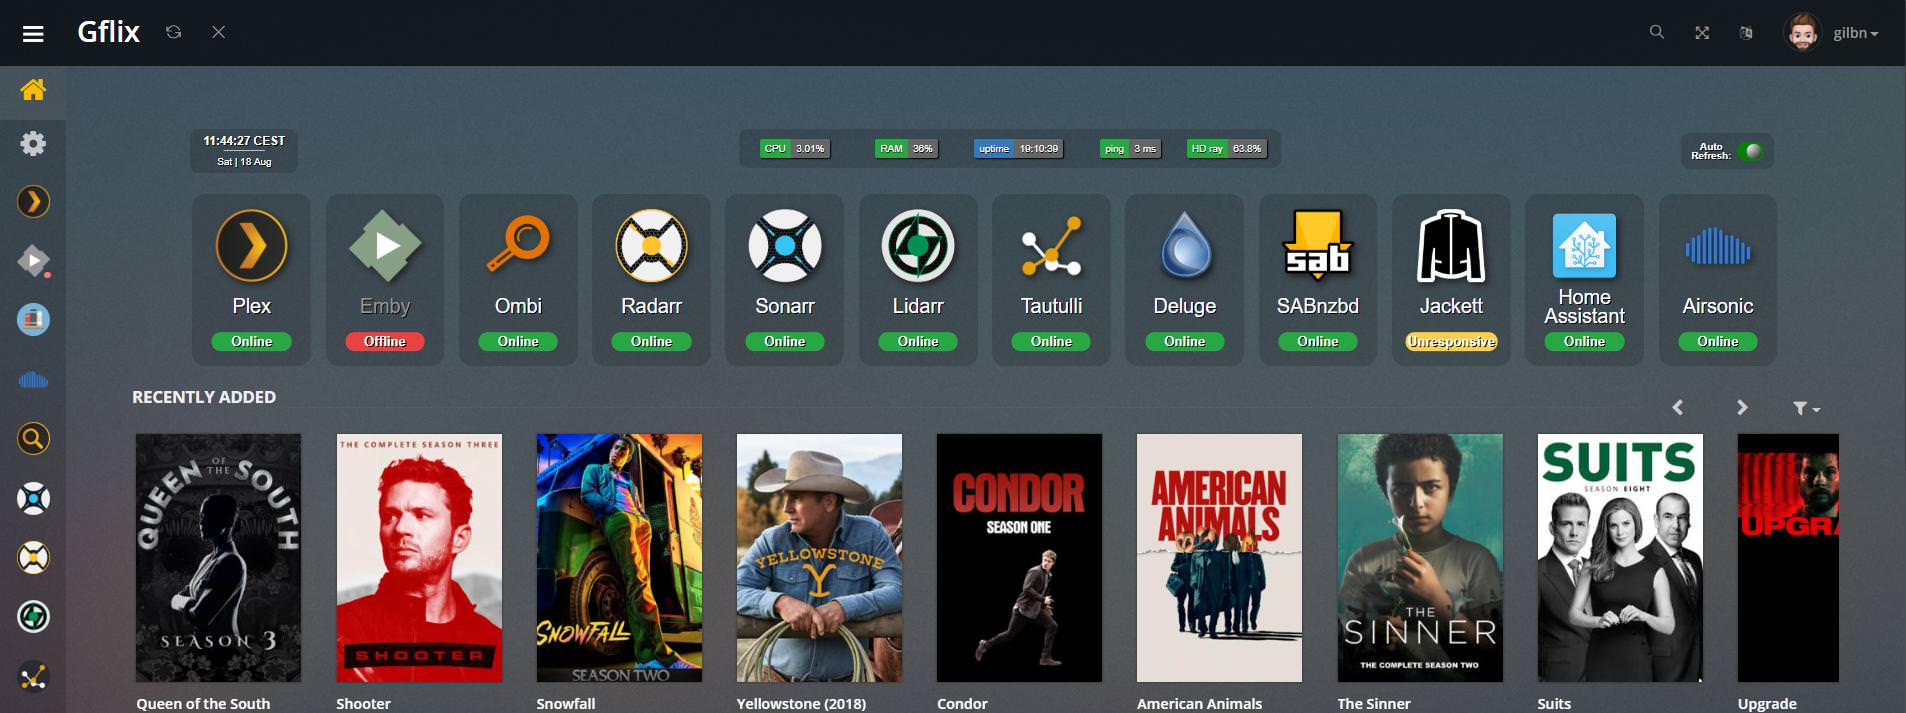 Gflix
gilbn
11:44:27 CEST
Sat | 18 Aug
CPU 3.01%
RAM 36%
uptime 19:10:39
ping 3 ms
HD ray 63.8%
Auto
Refresh:
Plex
Online
Emby
Offline
Ombi
Online
Radarr
Online
Sonarr
Online
Lidarr
Online
Tautulli
Online
Deluge
Online
sab
SABnzbd
Online
Jackett
Unresponsive
Home
Assistant
Online
Airsonic
Online
RECENTLY ADDED
QUEEN OF THE SOUTH
SEASON 3
Queen of the South
THE COMPLETE SEASON THREE
SHOOTER
Shooter
SNOWFALL
SEASON TWO
Snowfall
YELLOWSTONE
Y
Yellowstone (2018)
CONDOR
SEASON ONE
Condor
AMERICAN
ANIMALS
American Animals
THE
SINNER
THE COMPLETE SEASON TWO
The Sinner
SUITS
SEASON EIGHT
Suits
UPGRA
Upgrade